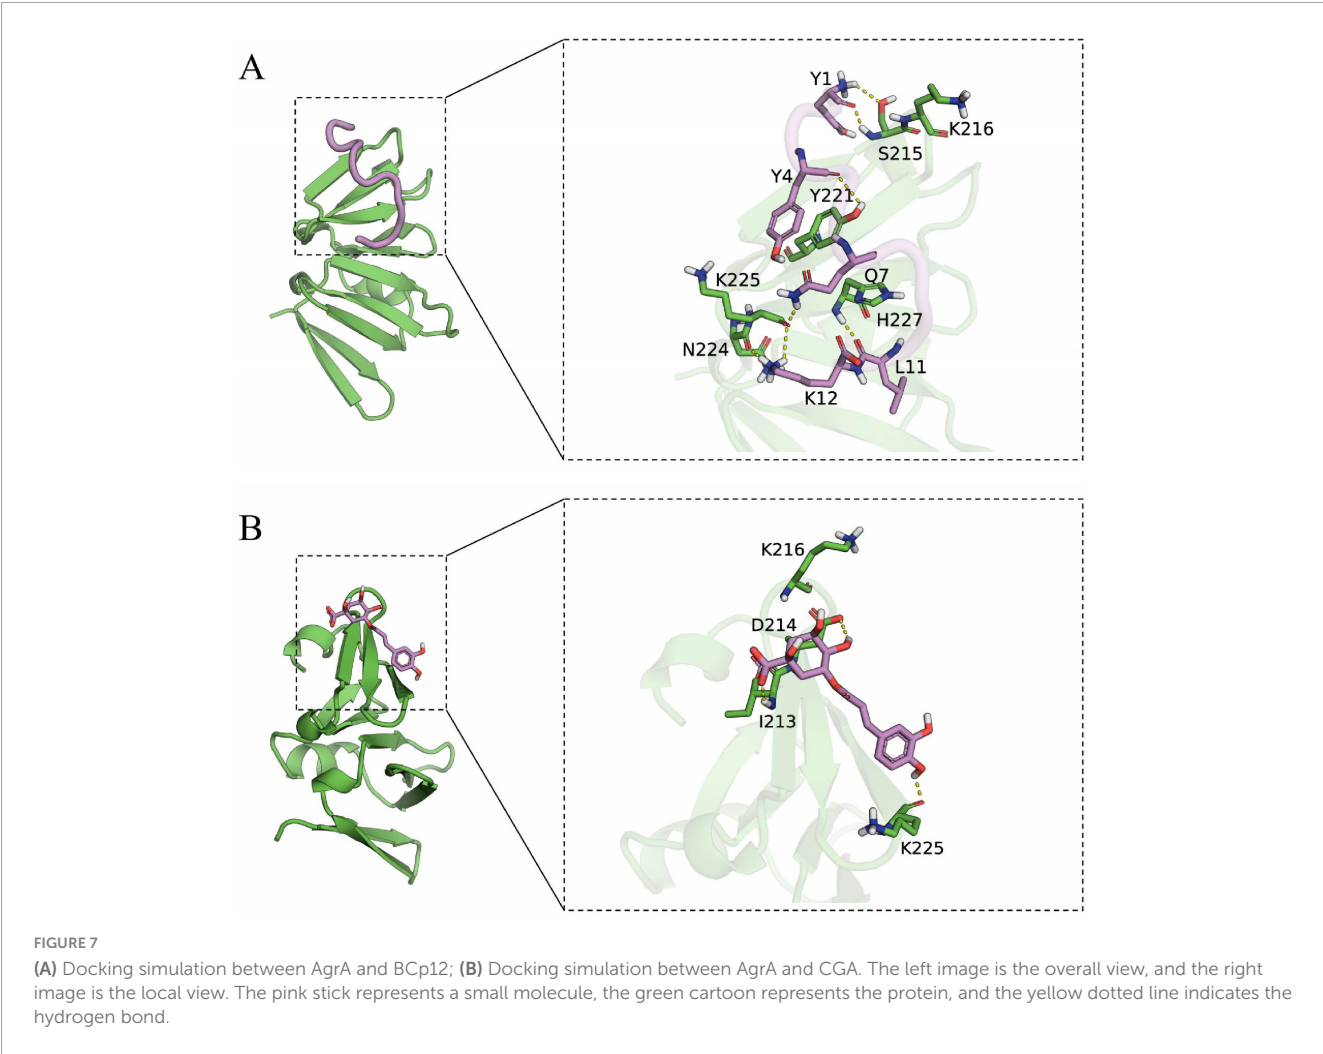 A
Y1
K216
S215
Y4
Y221
K225
Q7
H227
N224
L11
K12
B
K216
D214
I213
K225
FIGURE 7
(A) Docking simulation between AgrA and BCp12; (B) Docking simulation between AgrA and CGA. The left image is the overall view, and the right
image is the local view. The pink stick represents a small molecule, the green cartoon represents the protein, and the yellow dotted line indicates the
hydrogen bond.